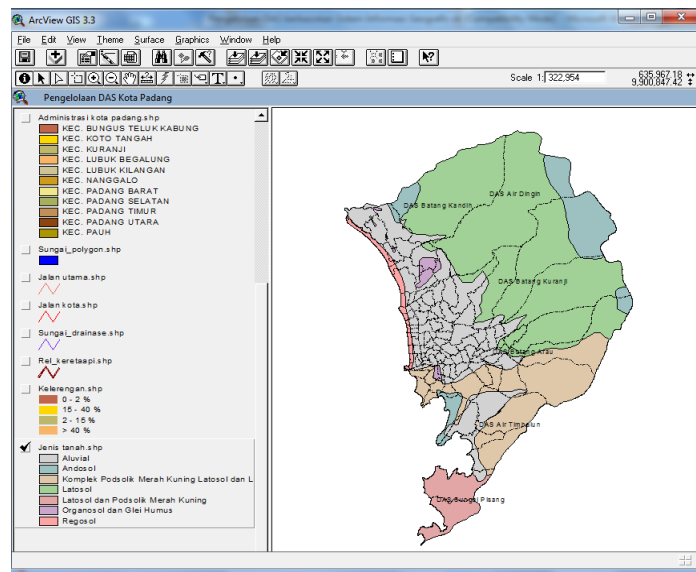 ArcView GIS 3.3
File Edit View Theme Surface Graphics Window Help
Scale 1: 322,954
635,967.18
9,900,847.42
Pengelolaan DAS Kota Padang
Administrasi kota padang.shp
KEC. BUNGUS TELUK KABUNG
KEC. KOTO TANGAH
KEC. KURANJI
KEC. LUBUK BEGALUNG
KEC. LUBUK KILANGAN
KEC. NANGGALO
KEC. PADANG BARAT
KEC. PADANG SELATAN
KEC. PADANG TIMUR
KEC. PADANG UTARA
KEC. PAUH
Sungai_polygon.shp
Jalan utama.shp
Jalan kota.shp
Sungai_drainase.shp
Rel_keretaapi.shp
Kelerengan.shp
0 - 2 %
15 - 40 %
2 - 15 %
> 40 %
Jenis tanah.shp
Aluvial
Andosol
Komplek Podsolik Merah Kuning Latosol dan L
Latosol
Latosol dan Podsolik Merah Kuning
Organosol dan Glei Humus
Regosol
DAS Air Dingin
DAS Batang Kandih
DAS Batang Kuranji
DAS Batang Arau
DAS Air Timbalun
DAS Sungai Pisang